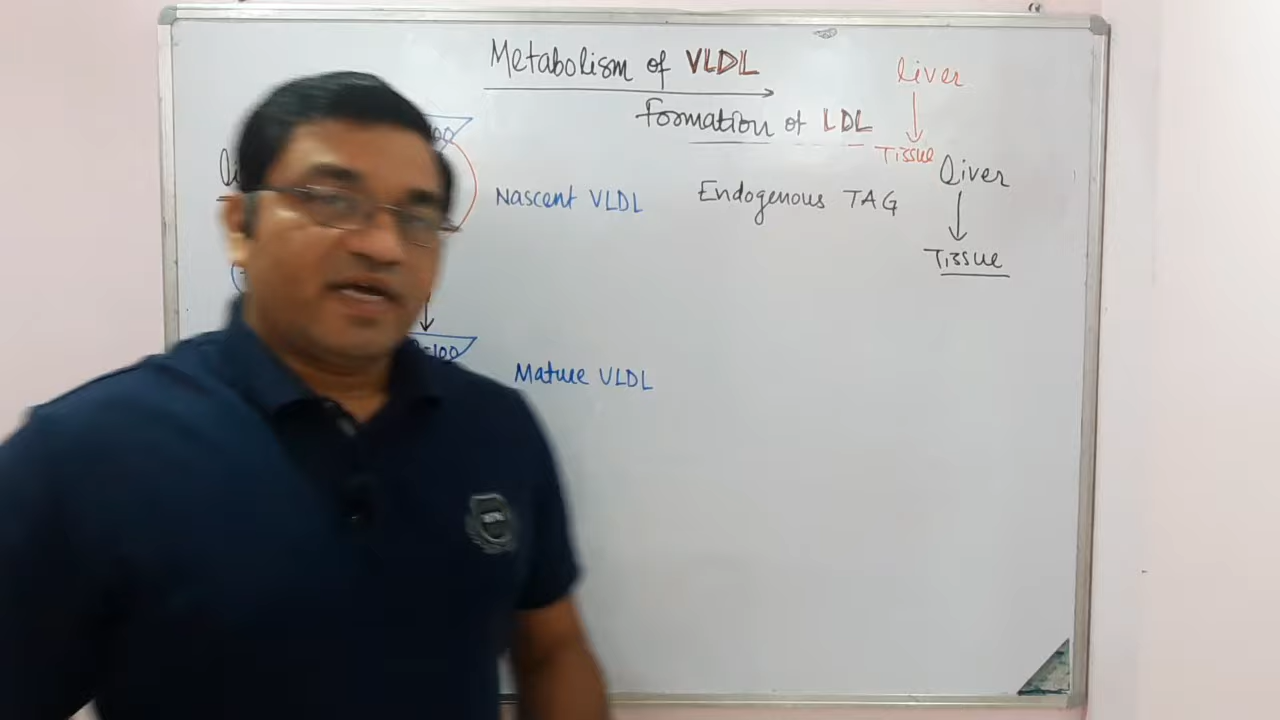 Metabolism of VLDL
Formation of LDL
liver
Tissue
Nascent VLDL
Endogenous TAG
liver
Tissue
Mature VLDL